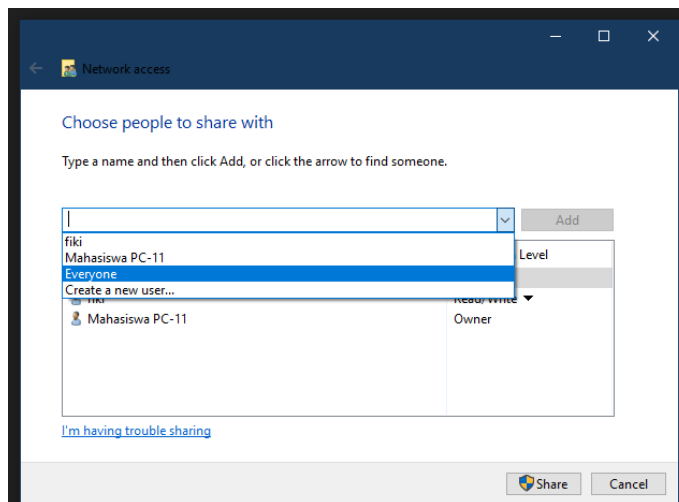 Network access
Choose people to share with
Type a name and then click Add, or click the arrow to find someone.
Add
fiki
Mahasiswa PC-11
Everyone
Create a new user...
Level
fiki Read/Write
Mahasiswa PC-11 Owner
I'm having trouble sharing
Share Cancel